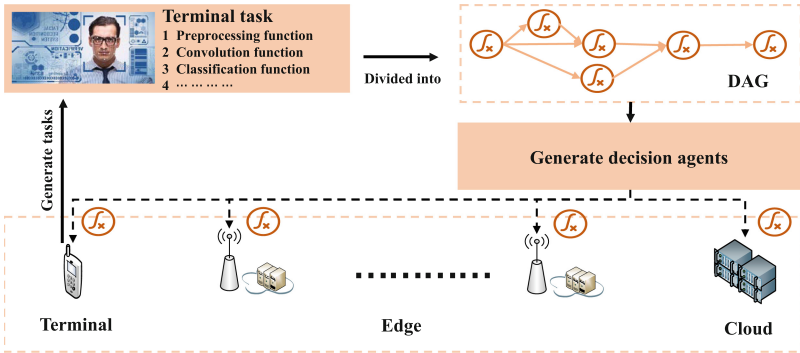 Terminal task
1 Preprocessing function
2 Convolution function
3 Classification function
4 ... ... ... ...
Divided into
DAG
Generate decision agents
Generate tasks
Terminal
Edge
Cloud